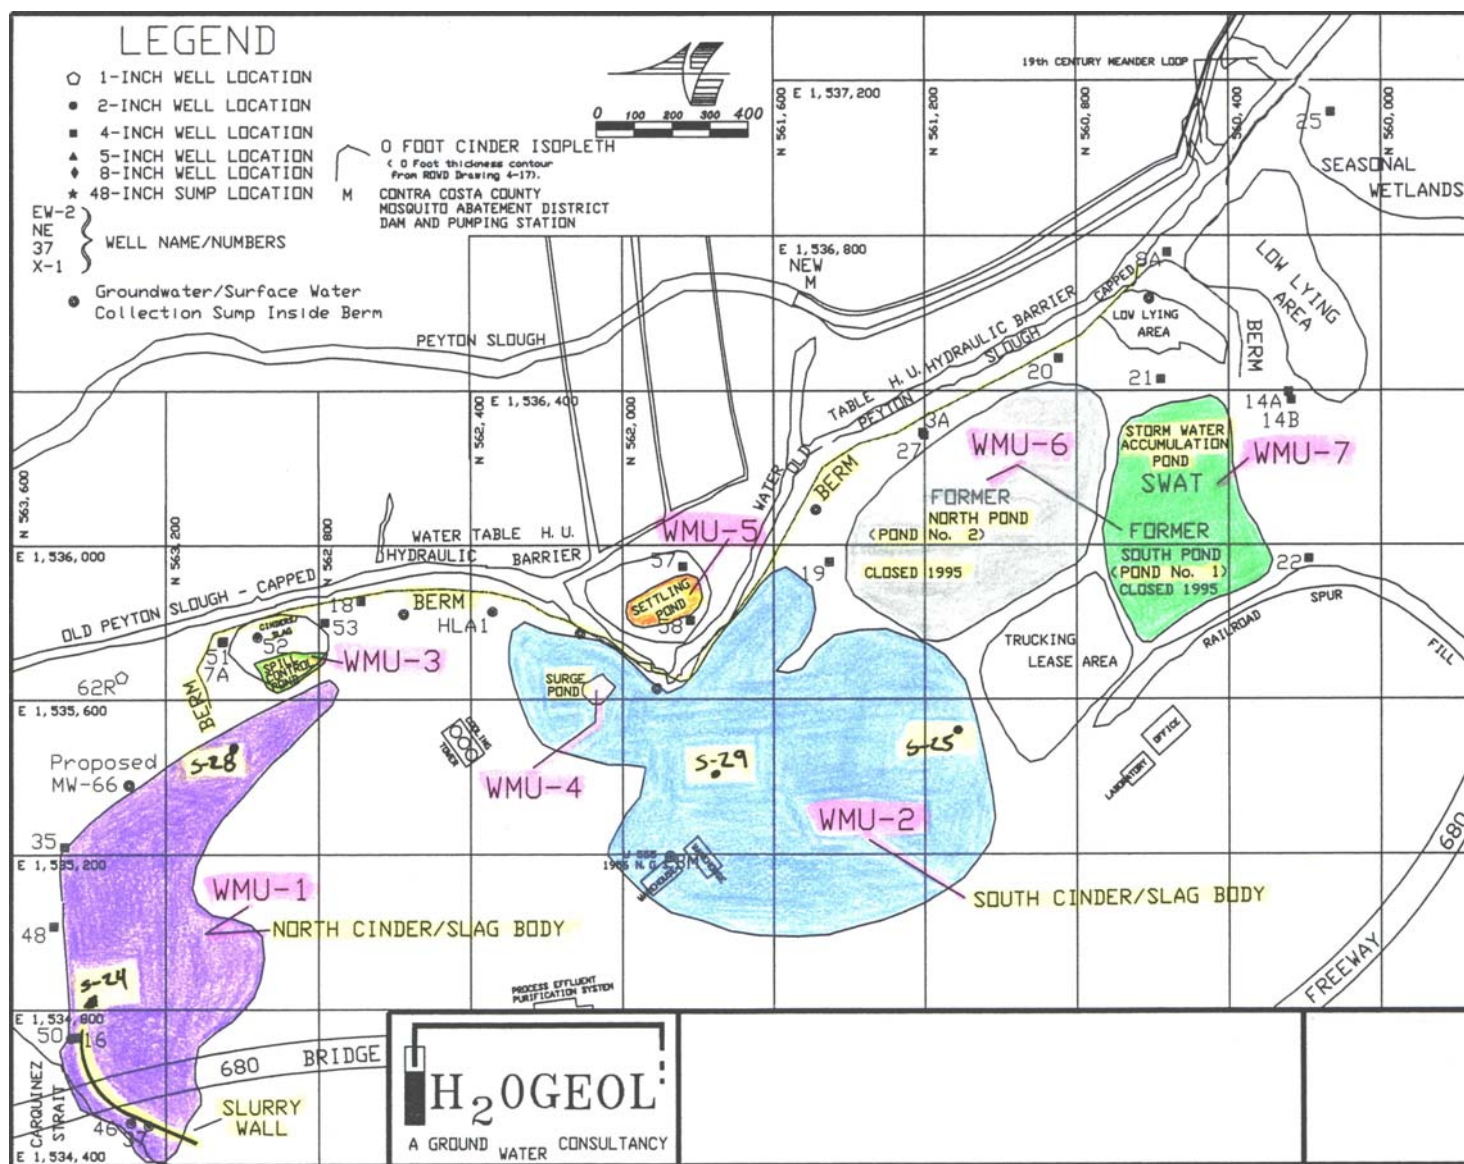 LEGEND
1-INCH WELL LOCATION
2-INCH WELL LOCATION
4-INCH WELL LOCATION
5-INCH WELL LOCATION
8-INCH WELL LOCATION
48-INCH SUMP LOCATION
EW-2
NE
37
X-1
WELL NAME/NUMBERS
Groundwater/Surface Water
Collection Sump Inside Berm
0 FOOT CINDER ISOPLETH
( 0 Foot thickness contour
From ROWD Drawing 4-17).
M CONTRA COSTA COUNTY
MOSQUITO ABATEMENT DISTRICT
DAM AND PUMPING STATION
0 100 200 300 400
19th CENTURY MEANDER LOOP
E 1,537,200
N 561,600
N 561,200
N 560,800
N 560,400
N 560,000
25
SEASONAL
WETLANDS
E 1,536,800
NEW
M
8A
LOW LYING
AREA
LOW LYING
AREA
BERM
PEYTON SLOUGH
CAPPED
TABLE H. U. HYDRAULIC BARRIER
PEYTON SLOUGH
WATER
OLD
20
21
14A
14B
E 1,536,400
N 562,400
N 562,000
3A
27
WMU-6
STORM WATER
ACCUMULATION
POND
SWAT
WMU-7
BERM
FORMER
NORTH POND
(POND No. 2)
CLOSED 1995
FORMER
SOUTH POND
(POND No. 1)
CLOSED 1995
N 563,600
N 563,200
N 562,800
E 1,536,000
WATER TABLE H. U.
HYDRAULIC BARRIER
WMU-5
57
SETTLING
POND
58
19
22
SPUR
RAILROAD
FILL
OLD PEYTON SLOUGH - CAPPED
18
BERM
HLA1
53
CINDERS/
SLAG
52
SPILL
CONTROL
POND
WMU-3
51
7A
62R
BERM
TRUCKING
LEASE AREA
SURGE
POND
E 1,535,600
COOLING
TOWER
S-28
Proposed
MW-66
S-29
S-25
OFFICE
LABORATORY
WMU-4
WMU-2
35
E 1,535,200
BM
WAREHOUSE
WAREHOUSE
680
WMU-1
NORTH CINDER/SLAG BODY
SOUTH CINDER/SLAG BODY
48
S-24
PROCESS EFFLUENT
PURIFICATION SYSTEM
FREEWAY
E 1,534,800
50
16
680 BRIDGE
CARQUINEZ
STRAIT
SLURRY
WALL
46
37
E 1,534,400
H2OGEOL
A GROUND WATER CONSULTANCY